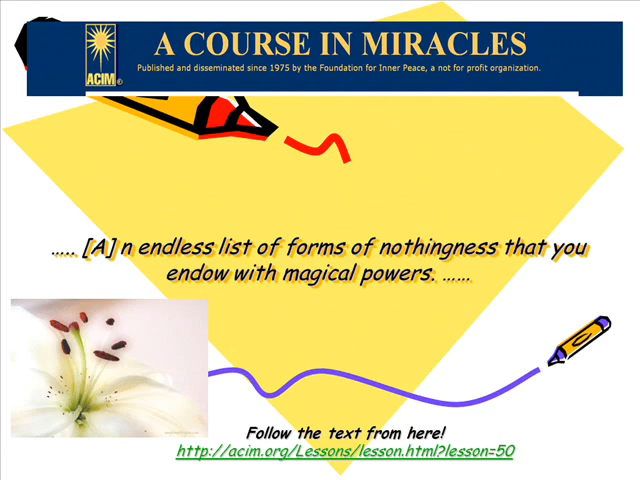 A COURSE IN MIRACLES
Published and disseminated since 1975 by the Foundation for Inner Peace, a not for profit organization.
ACIM®
….. [A] n endless list of forms of nothingness that you
endow with magical powers. ……
Follow the text from here!
http://acim.org/Lessons/lesson.html?lesson=50